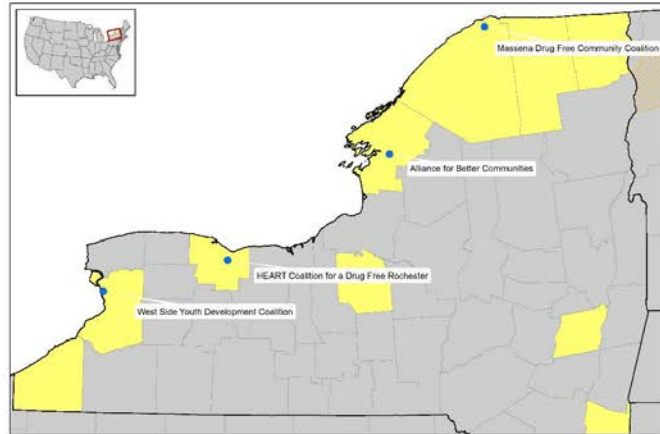 Massena Drug Free Community Coalition
Alliance for Better Communities
HEART Coalition for a Drug Free Rochester
West Side Youth Development Coalition